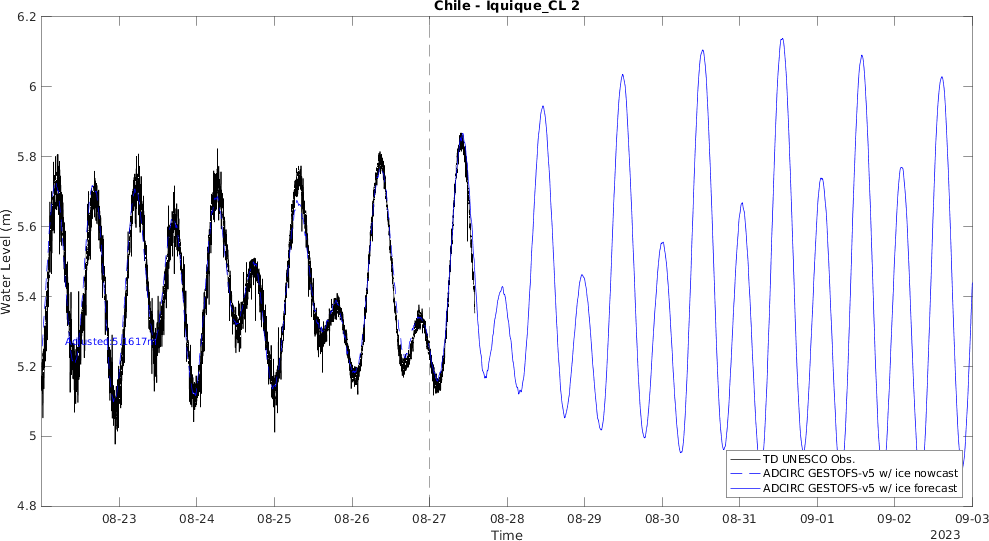 Chile - Iquique_CL 2
Water Level (m)
6.2
6
5.8
5.6
5.4
5.2
5
4.8
TD UNESCO Obs.
ADCIRC GESTOFS-v5 w/ ice nowcast
ADCIRC GESTOFS-v5 w/ ice forecast
08-23 08-24 08-25 08-26 08-27 08-28 08-29 08-30 08-31 09-01 09-02 09-03
Time
2023